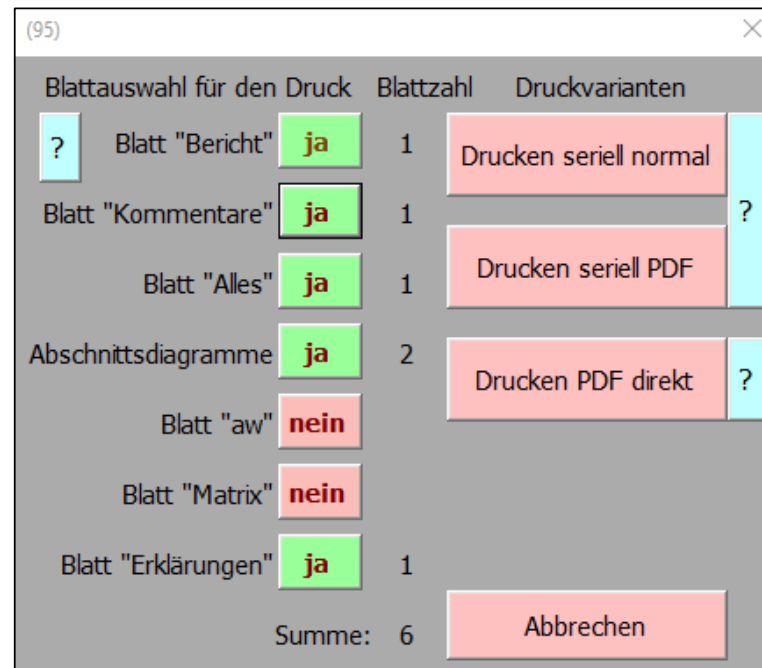 (95)
Blattauswahl für den Druck Blattzahl Druckvarianten
? Blatt "Bericht" ja 1 Drucken seriell normal
Blatt "Kommentare" ja 1 ?
Drucken seriell PDF
Blatt "Alles" ja 1
Abschnittsdiagramme ja 2
Drucken PDF direkt ?
Blatt "aw" nein
Blatt "Matrix" nein
Blatt "Erklärungen" ja 1
Summe: 6 Abbrechen